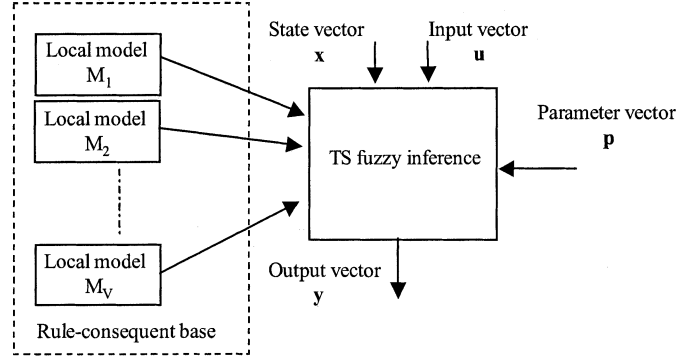 Local model
M1
Local model
M2
Local model
MV
Rule-consequent base
State vector
x
Input vector
u
TS fuzzy inference
Parameter vector
p
Output vector
y